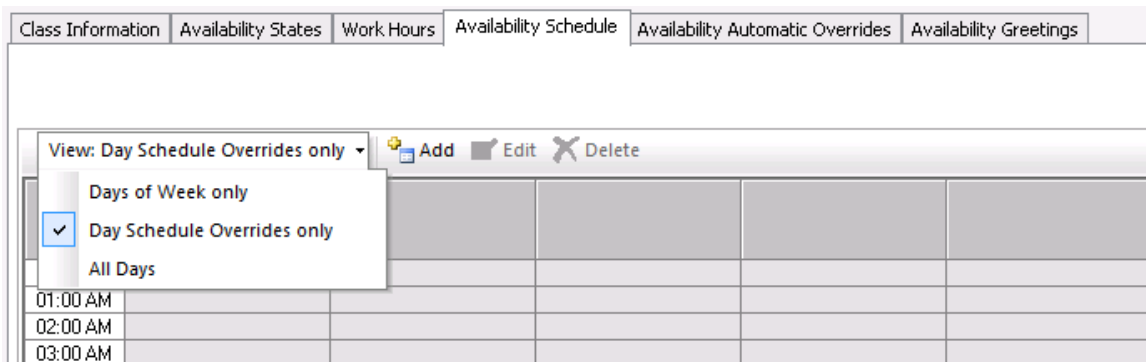 Class Information Availability States Work Hours Availability Schedule Availability Automatic Overrides Availability Greetings
View: Day Schedule Overrides only Add Edit Delete
Days of Week only
Day Schedule Overrides only
All Days
01:00 AM
02:00 AM
03:00 AM